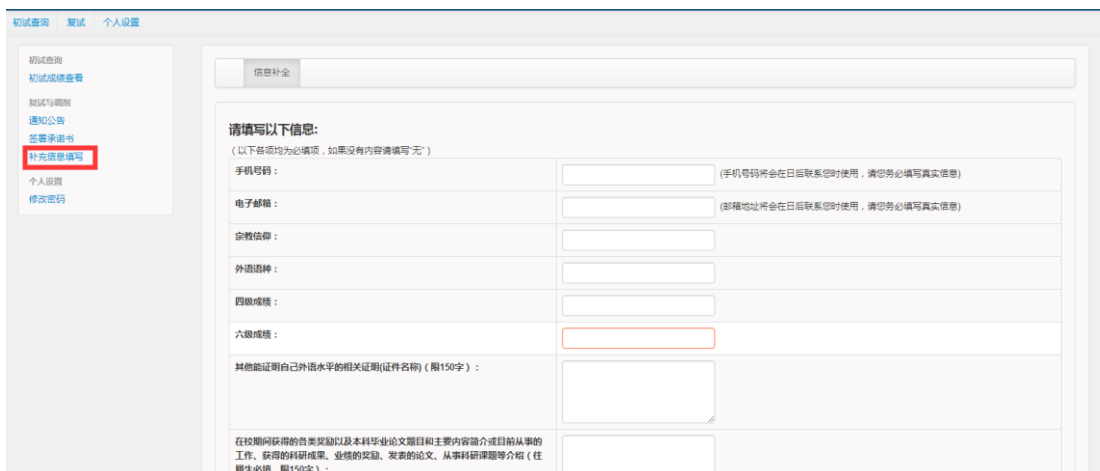 初试查询 复试 个人设置
初试查询
初试成绩查看
复试与调剂
通知公告
签署承诺书
补充信息填写
个人设置
修改密码
信息补全
请填写以下信息:
(以下各项均为必填项，如果没有内容请填写"无")
手机号码： (手机号码将会在日后联系您时使用，请您务必填写真实信息)
电子邮箱： (邮箱地址将会在日后联系您时使用，请您务必填写真实信息)
宗教信仰：
外语语种：
四级成绩：
六级成绩：
其他能证明自己外语水平的相关证明(证件名称)(限150字)：
在校期间获得的各类奖励以及本科毕业论文题目和主要内容简介或目前从事的
工作、获得的科研成果、业绩的奖励、发表的论文、从事科研课题等介绍(往
届生必填，限150字)：